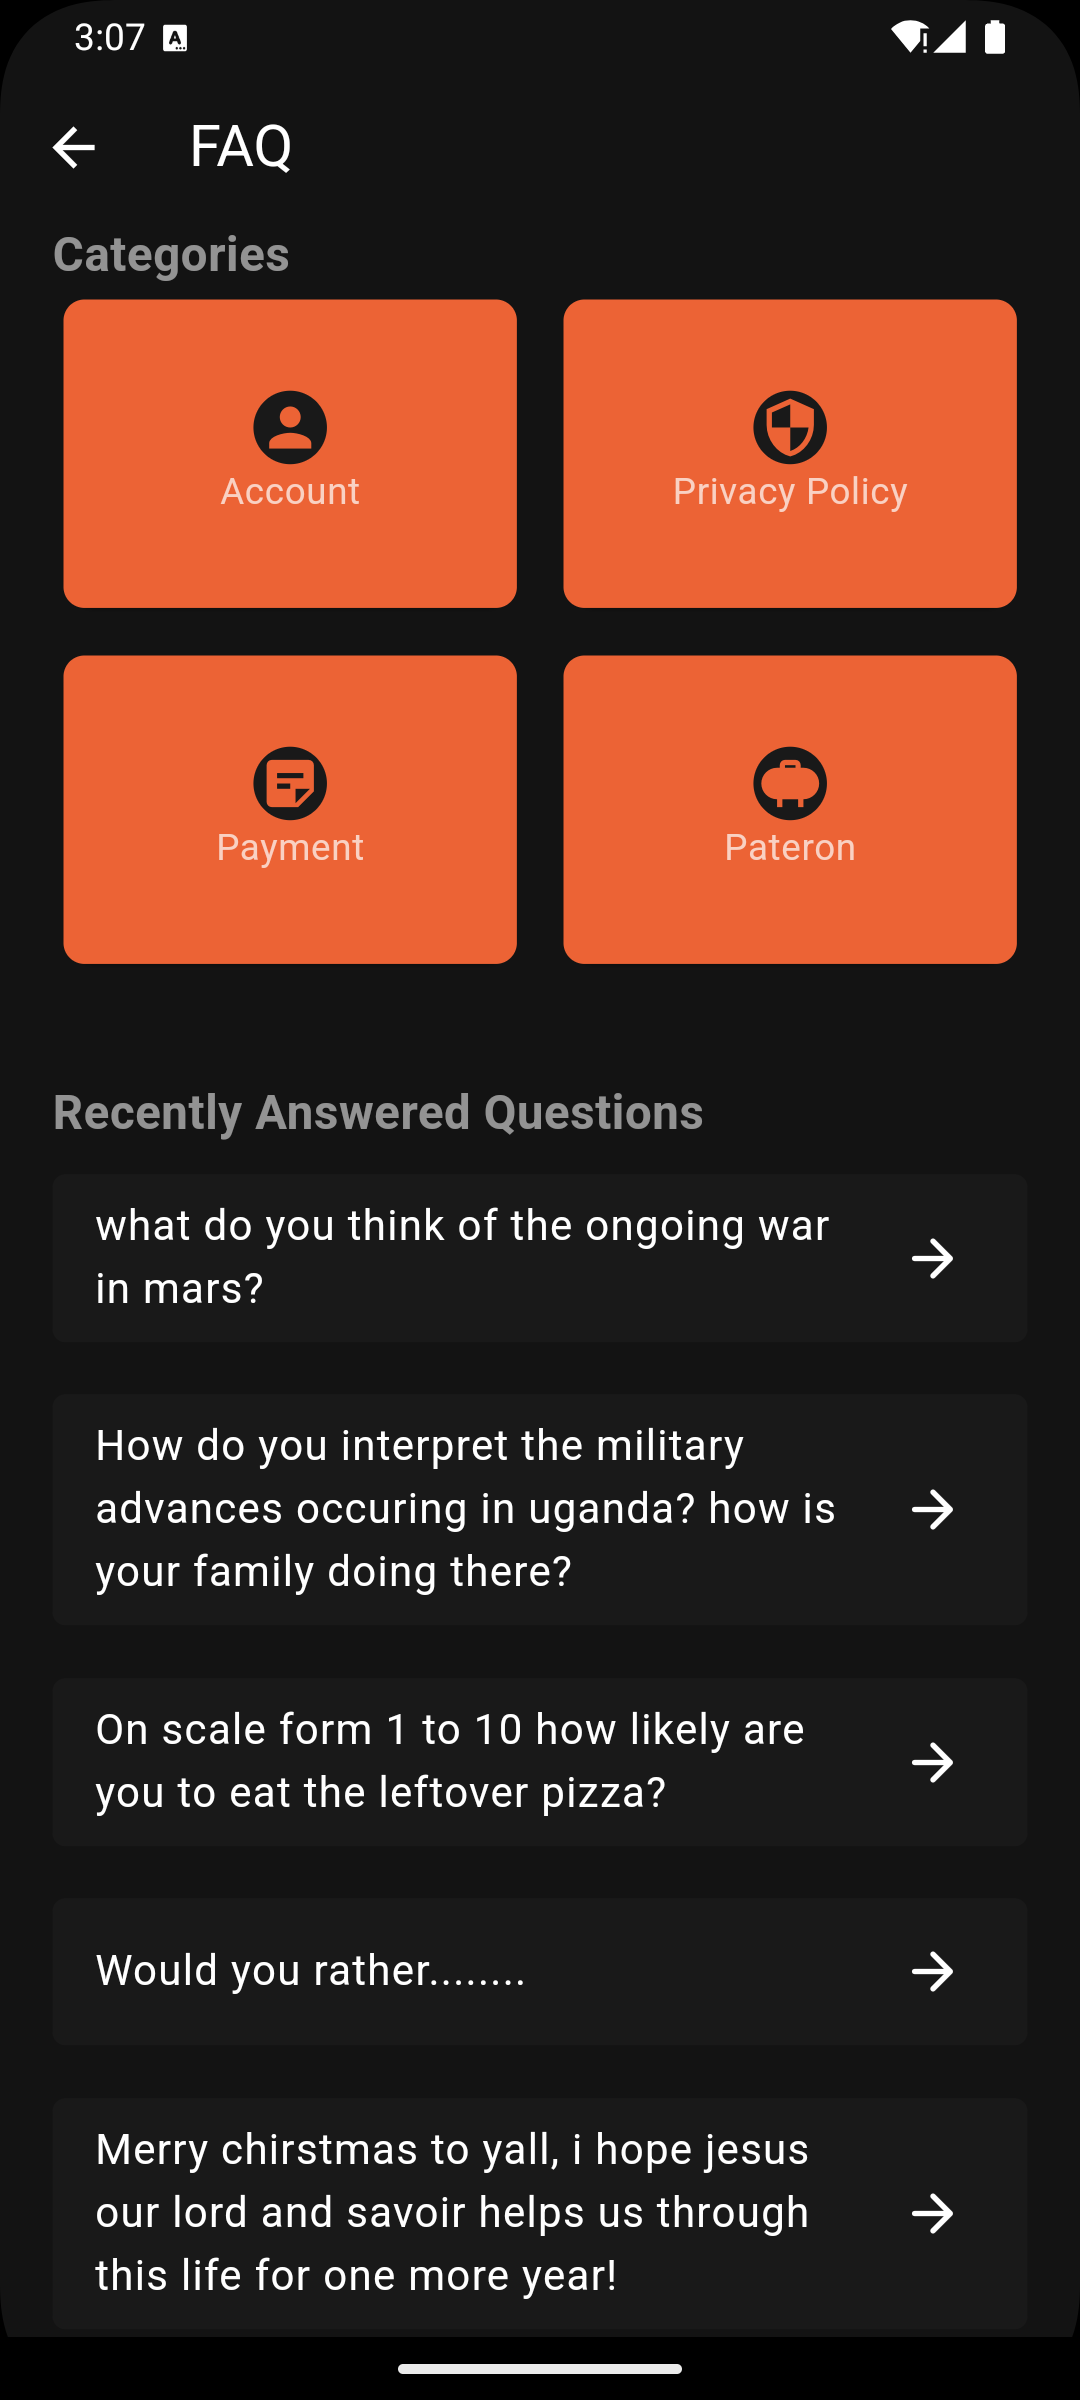 3:07
FAQ
Categories
Account
Privacy Policy
Payment
Pateron
Recently Answered Questions
what do you think of the ongoing war
in mars?
How do you interpret the military
advances occuring in uganda? how is
your family doing there?
On scale form 1 to 10 how likely are
you to eat the leftover pizza?
Would you rather........
Merry chirstmas to yall, i hope jesus
our lord and savoir helps us through
this life for one more year!